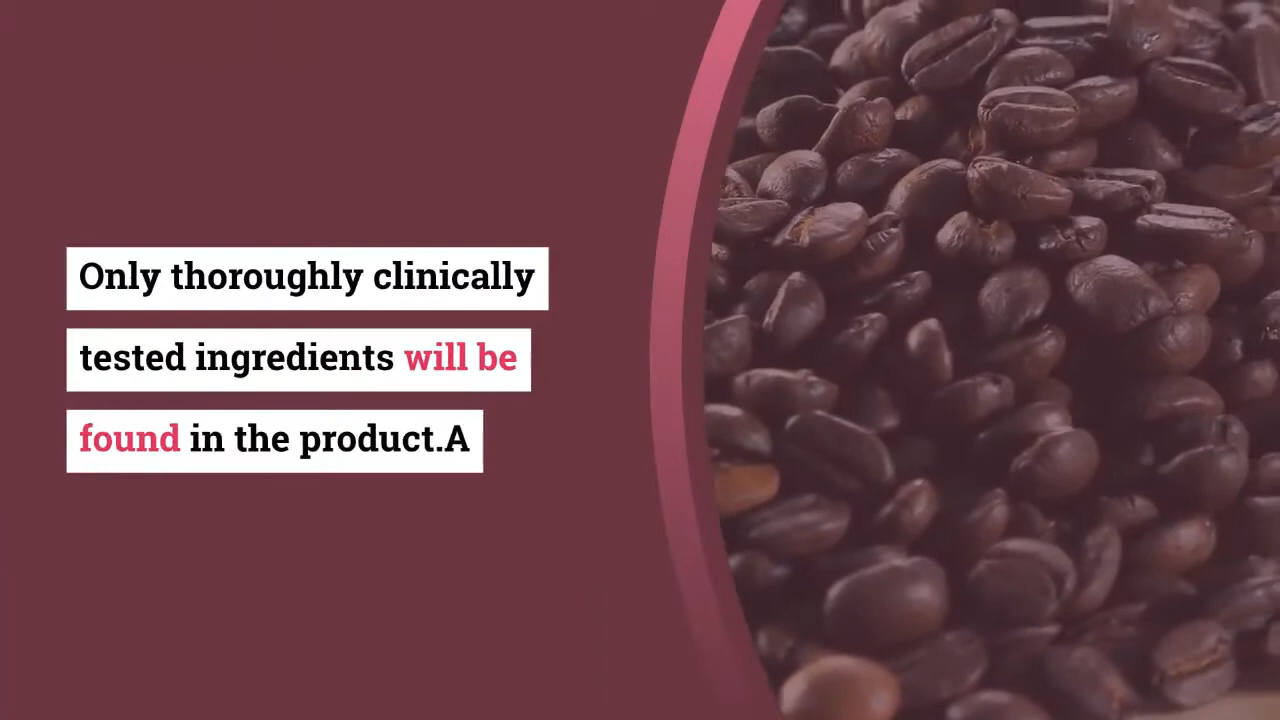 Only thoroughly clinically
tested ingredients will be
found in the product.A